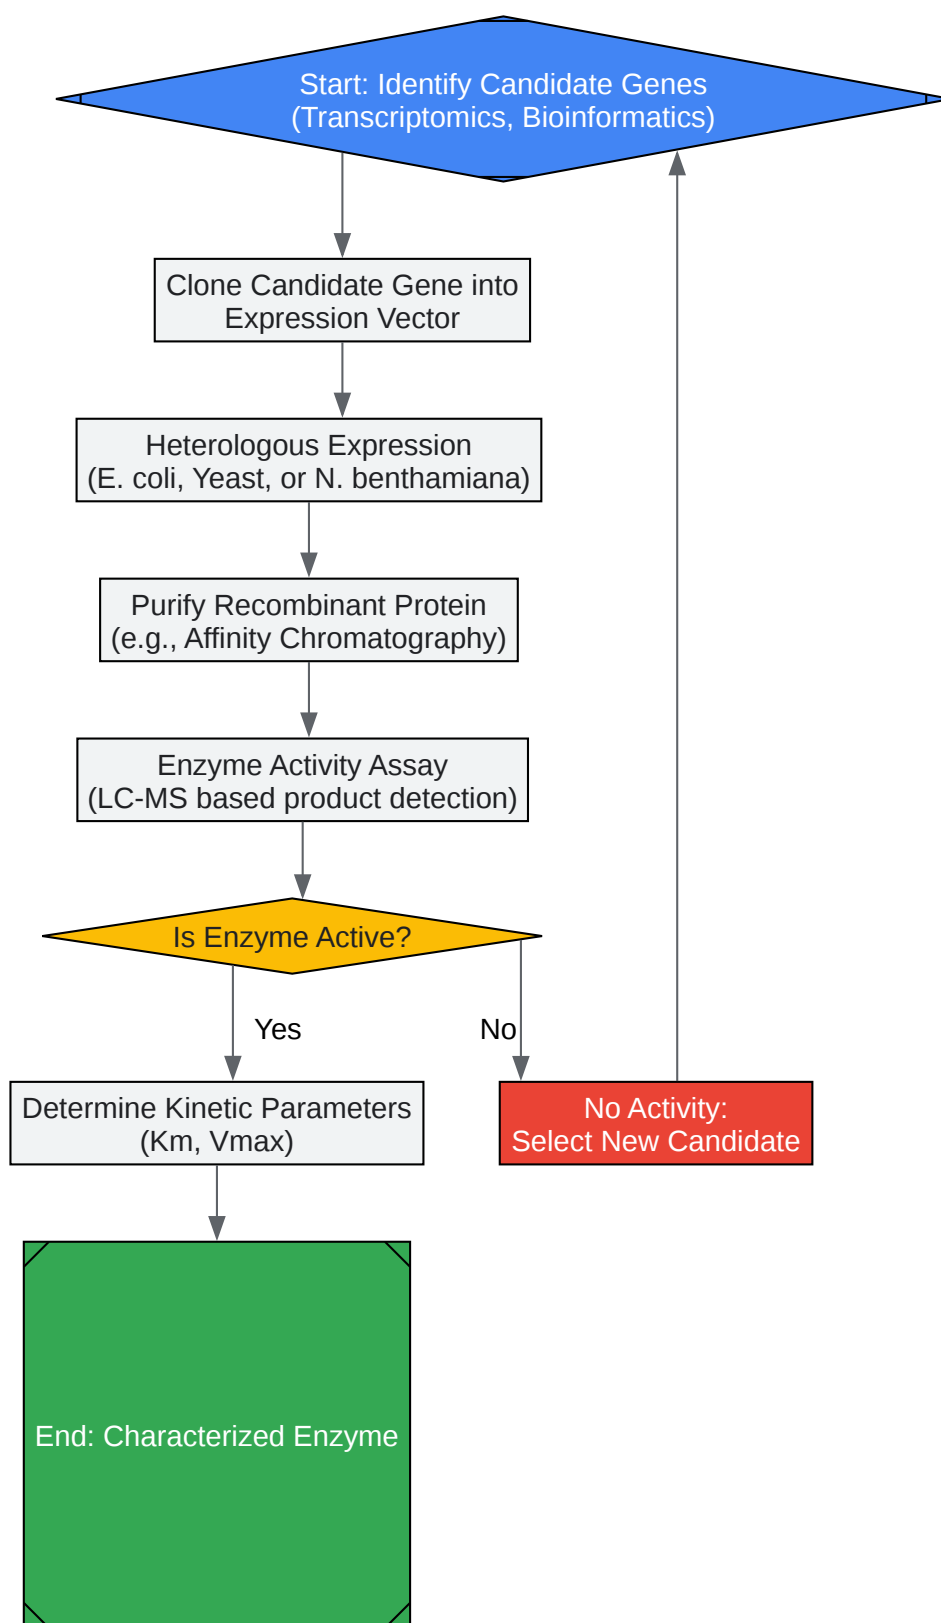 Start: Identify Candidate Genes
(Transcriptomics, Bioinformatics)
Clone Candidate Gene into
Expression Vector
Heterologous Expression
(E. coli, Yeast, or N. benthamiana)
Purify Recombinant Protein
(e.g., Affinity Chromatography)
Enzyme Activity Assay
(LC-MS based product detection)
Is Enzyme Active?
Yes
No
Determine Kinetic Parameters
(Km, Vmax)
No Activity:
Select New Candidate
End: Characterized Enzyme